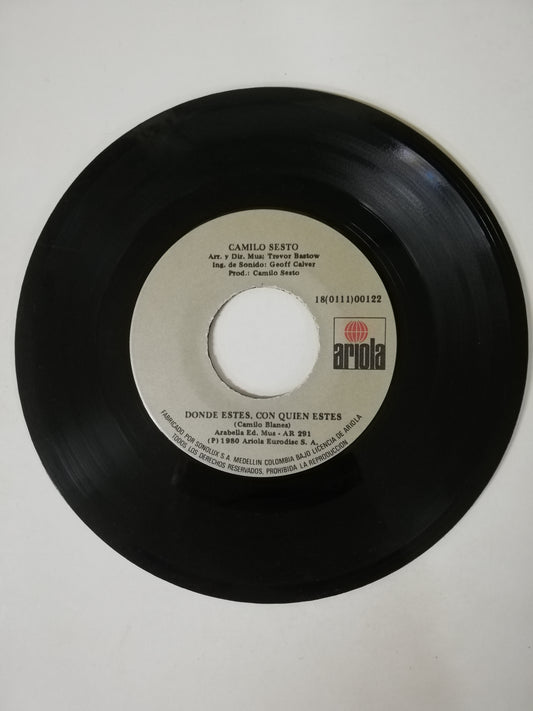 CAMILO SESTO
Arr. y Dir. Mus: Trevor Bastow
Ing. de Sonido: Geoff Calver
Prod.: Camilo Sesto
18(0111)00122
ariola
DONDE ESTES, CON QUIEN ESTES
(Camilo Blanes)
Arabella Ed. Mus - AR 291
(P) 1980 Ariola Eurodisc S. A.
FABRICADO POR SONOLUX S. A. MEDELLIN COLOMBIA BAJO LICENCIA DE ARIOLA
TODOS LOS DERECHOS RESERVADOS, PROHIBIDA LA REPRODUCCION